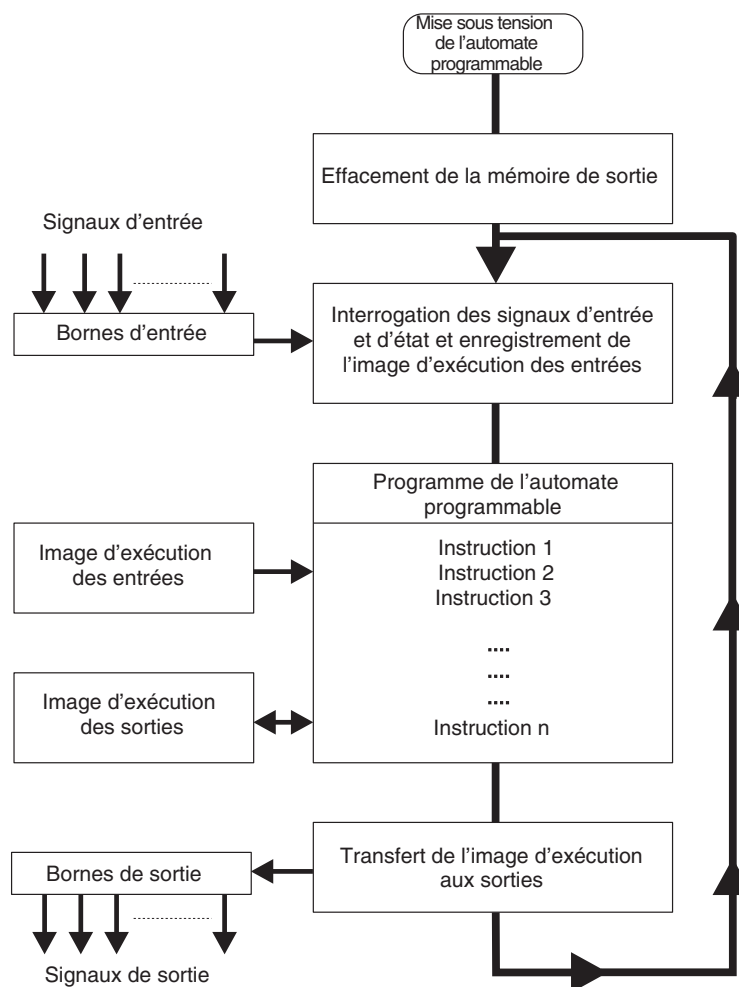 Mise sous tension
de l'automate
programmable
Effacement de la mémoire de sortie
Signaux d'entrée
Bornes d'entrée
Interrogation des signaux d'entrée
et d'état et enregistrement de
l'image d'exécution des entrées
Programme de l'automate
programmable
Image d'exécution
des entrées
Instruction 1
Instruction 2
Instruction 3
....
....
....
Instruction n
Image d'exécution
des sorties
Transfert de l'image d'exécution
aux sorties
Bornes de sortie
Signaux de sortie